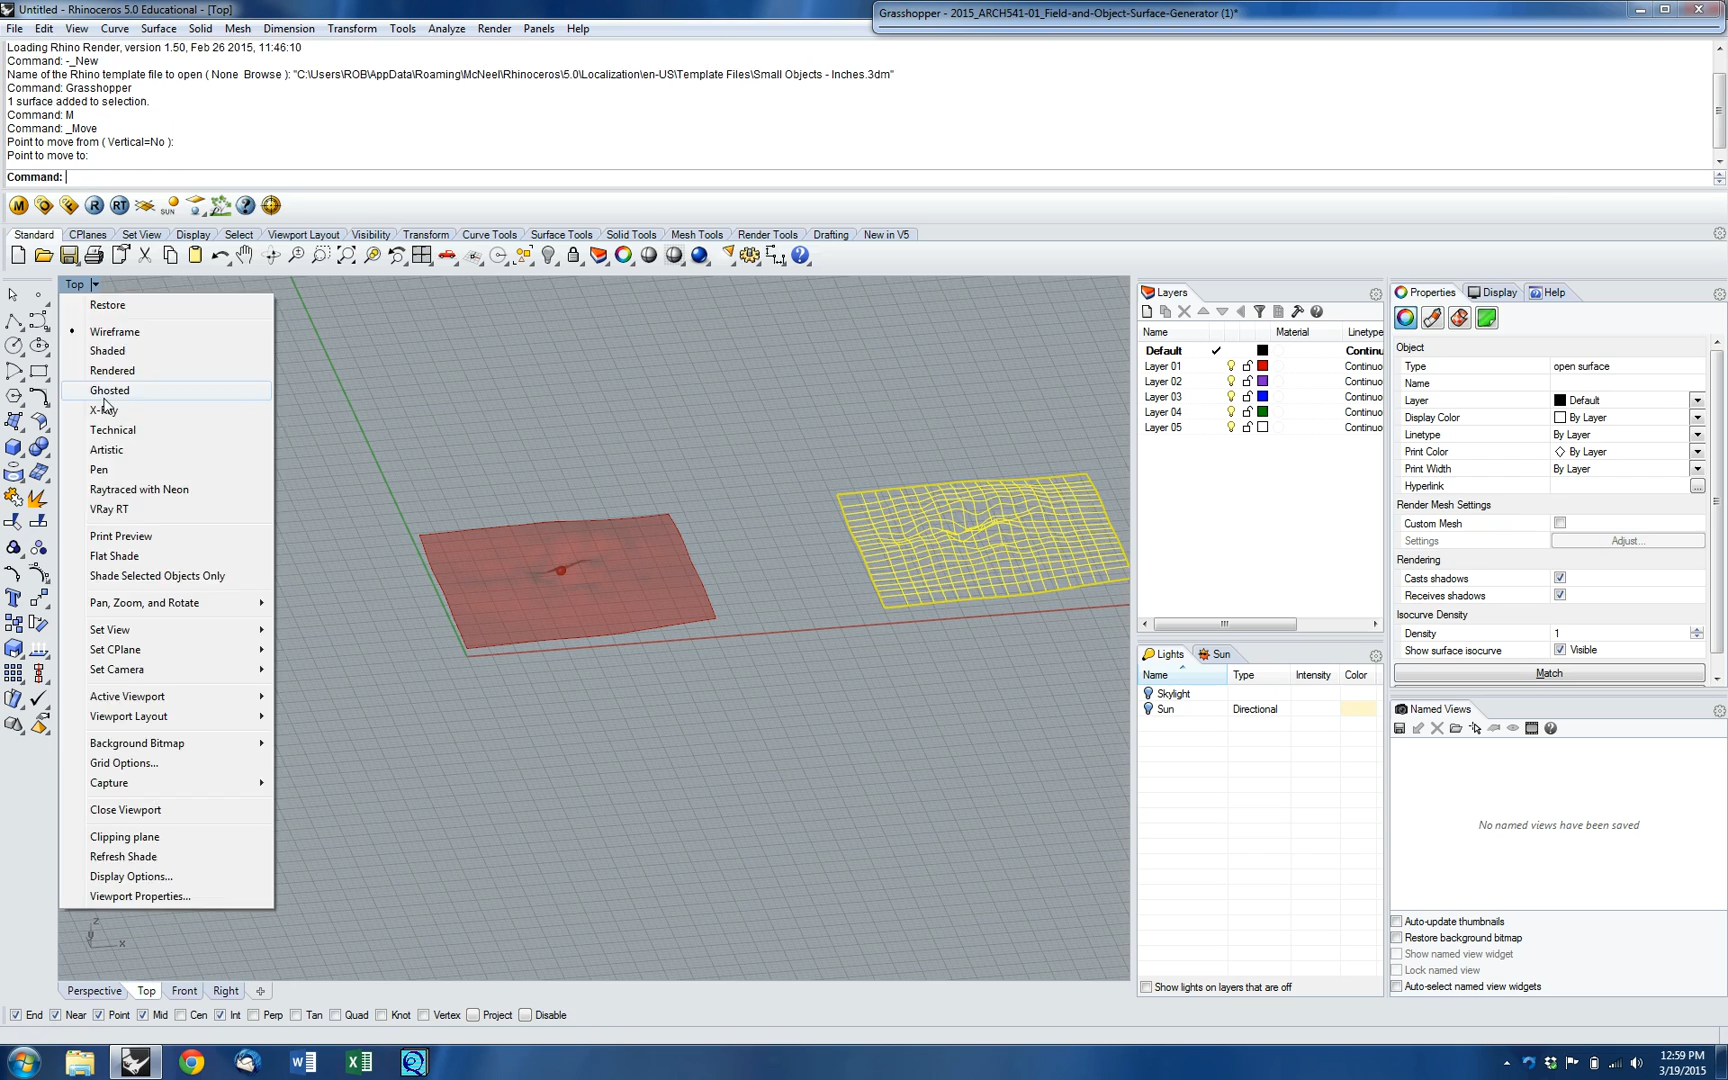 Untitled - Rhinoceros 5.0 Educational - [Top]
Grasshopper - 2015_ARCH541-01_Field-and-Object-Surface-Generator (1)*
File Edit View Curve Surface Solid Mesh Dimension Transform Tools Analyze Render Panels Help
Loading Rhino Render, version 1.50, Feb 26 2015, 11:46:10
Command: -_New
Name of the Rhino template file to open ( None  Browse ): "C:\Users\ROB\AppData\Roaming\McNeel\Rhinoceros\5.0\Localization\en-US\Template Files\Small Objects - Inches.3dm"
Command: Grasshopper
1 surface added to selection.
Command: M
Command: _Move
Point to move from ( Vertical=No ):
Point to move to:
Command:
M O F R RT SUN
Standard CPlanes Set View Display Select Viewport Layout Visibility Transform Curve Tools Surface Tools Solid Tools Mesh Tools Render Tools Drafting New in V5
Top
Restore
Wireframe
Shaded
Rendered
Ghosted
X-Ray
Technical
Artistic
Pen
Raytraced with Neon
VRay RT
Print Preview
Flat Shade
Shade Selected Objects Only
Pan, Zoom, and Rotate
Set View
Set CPlane
Set Camera
Active Viewport
Viewport Layout
Background Bitmap
Grid Options...
Capture
Close Viewport
Clipping plane
Refresh Shade
Display Options...
Viewport Properties...
z
y
x
Layers
Name Material Linetype
Default Continu
Layer 01 Continuo
Layer 02 Continuo
Layer 03 Continuo
Layer 04 Continuo
Layer 05 Continuo
Lights Sun
Name Type Intensity Color
Skylight
Sun Directional
Show lights on layers that are off
Properties Display Help
Object
Type open surface
Name
Layer Default
Display Color By Layer
Linetype By Layer
Print Color By Layer
Print Width By Layer
Hyperlink ...
Render Mesh Settings
Custom Mesh
Settings Adjust...
Rendering
Casts shadows
Receives shadows
Isocurve Density
Density 1
Show surface isocurve Visible
Match
Named Views
No named views have been saved
Auto-update thumbnails
Restore background bitmap
Show named view widget
Lock named view
Auto-select named view widgets
Perspective Top Front Right
End Near Point Mid Cen Int Perp Tan Quad Knot Vertex Project Disable
12:59 PM
3/19/2015